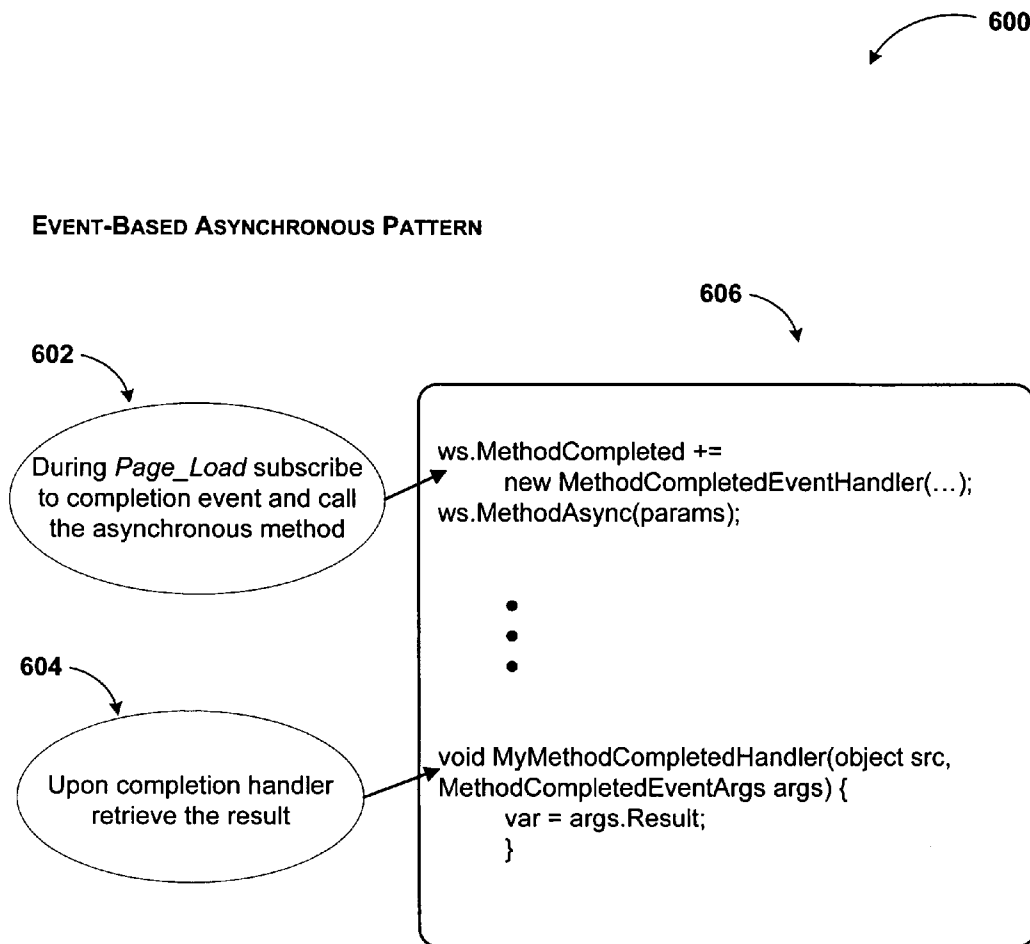 600
EVENT-BASED ASYNCHRONOUS PATTERN
606
602
During Page_Load subscribe
to completion event and call
the asynchronous method
ws.MethodCompleted +=
new MethodCompletedEventHandler(...);
ws.MethodAsync(params);
604
Upon completion handler
retrieve the result
void MyMethodCompletedHandler(object src,
MethodCompletedEventArgs args) {
var = args.Result;
}